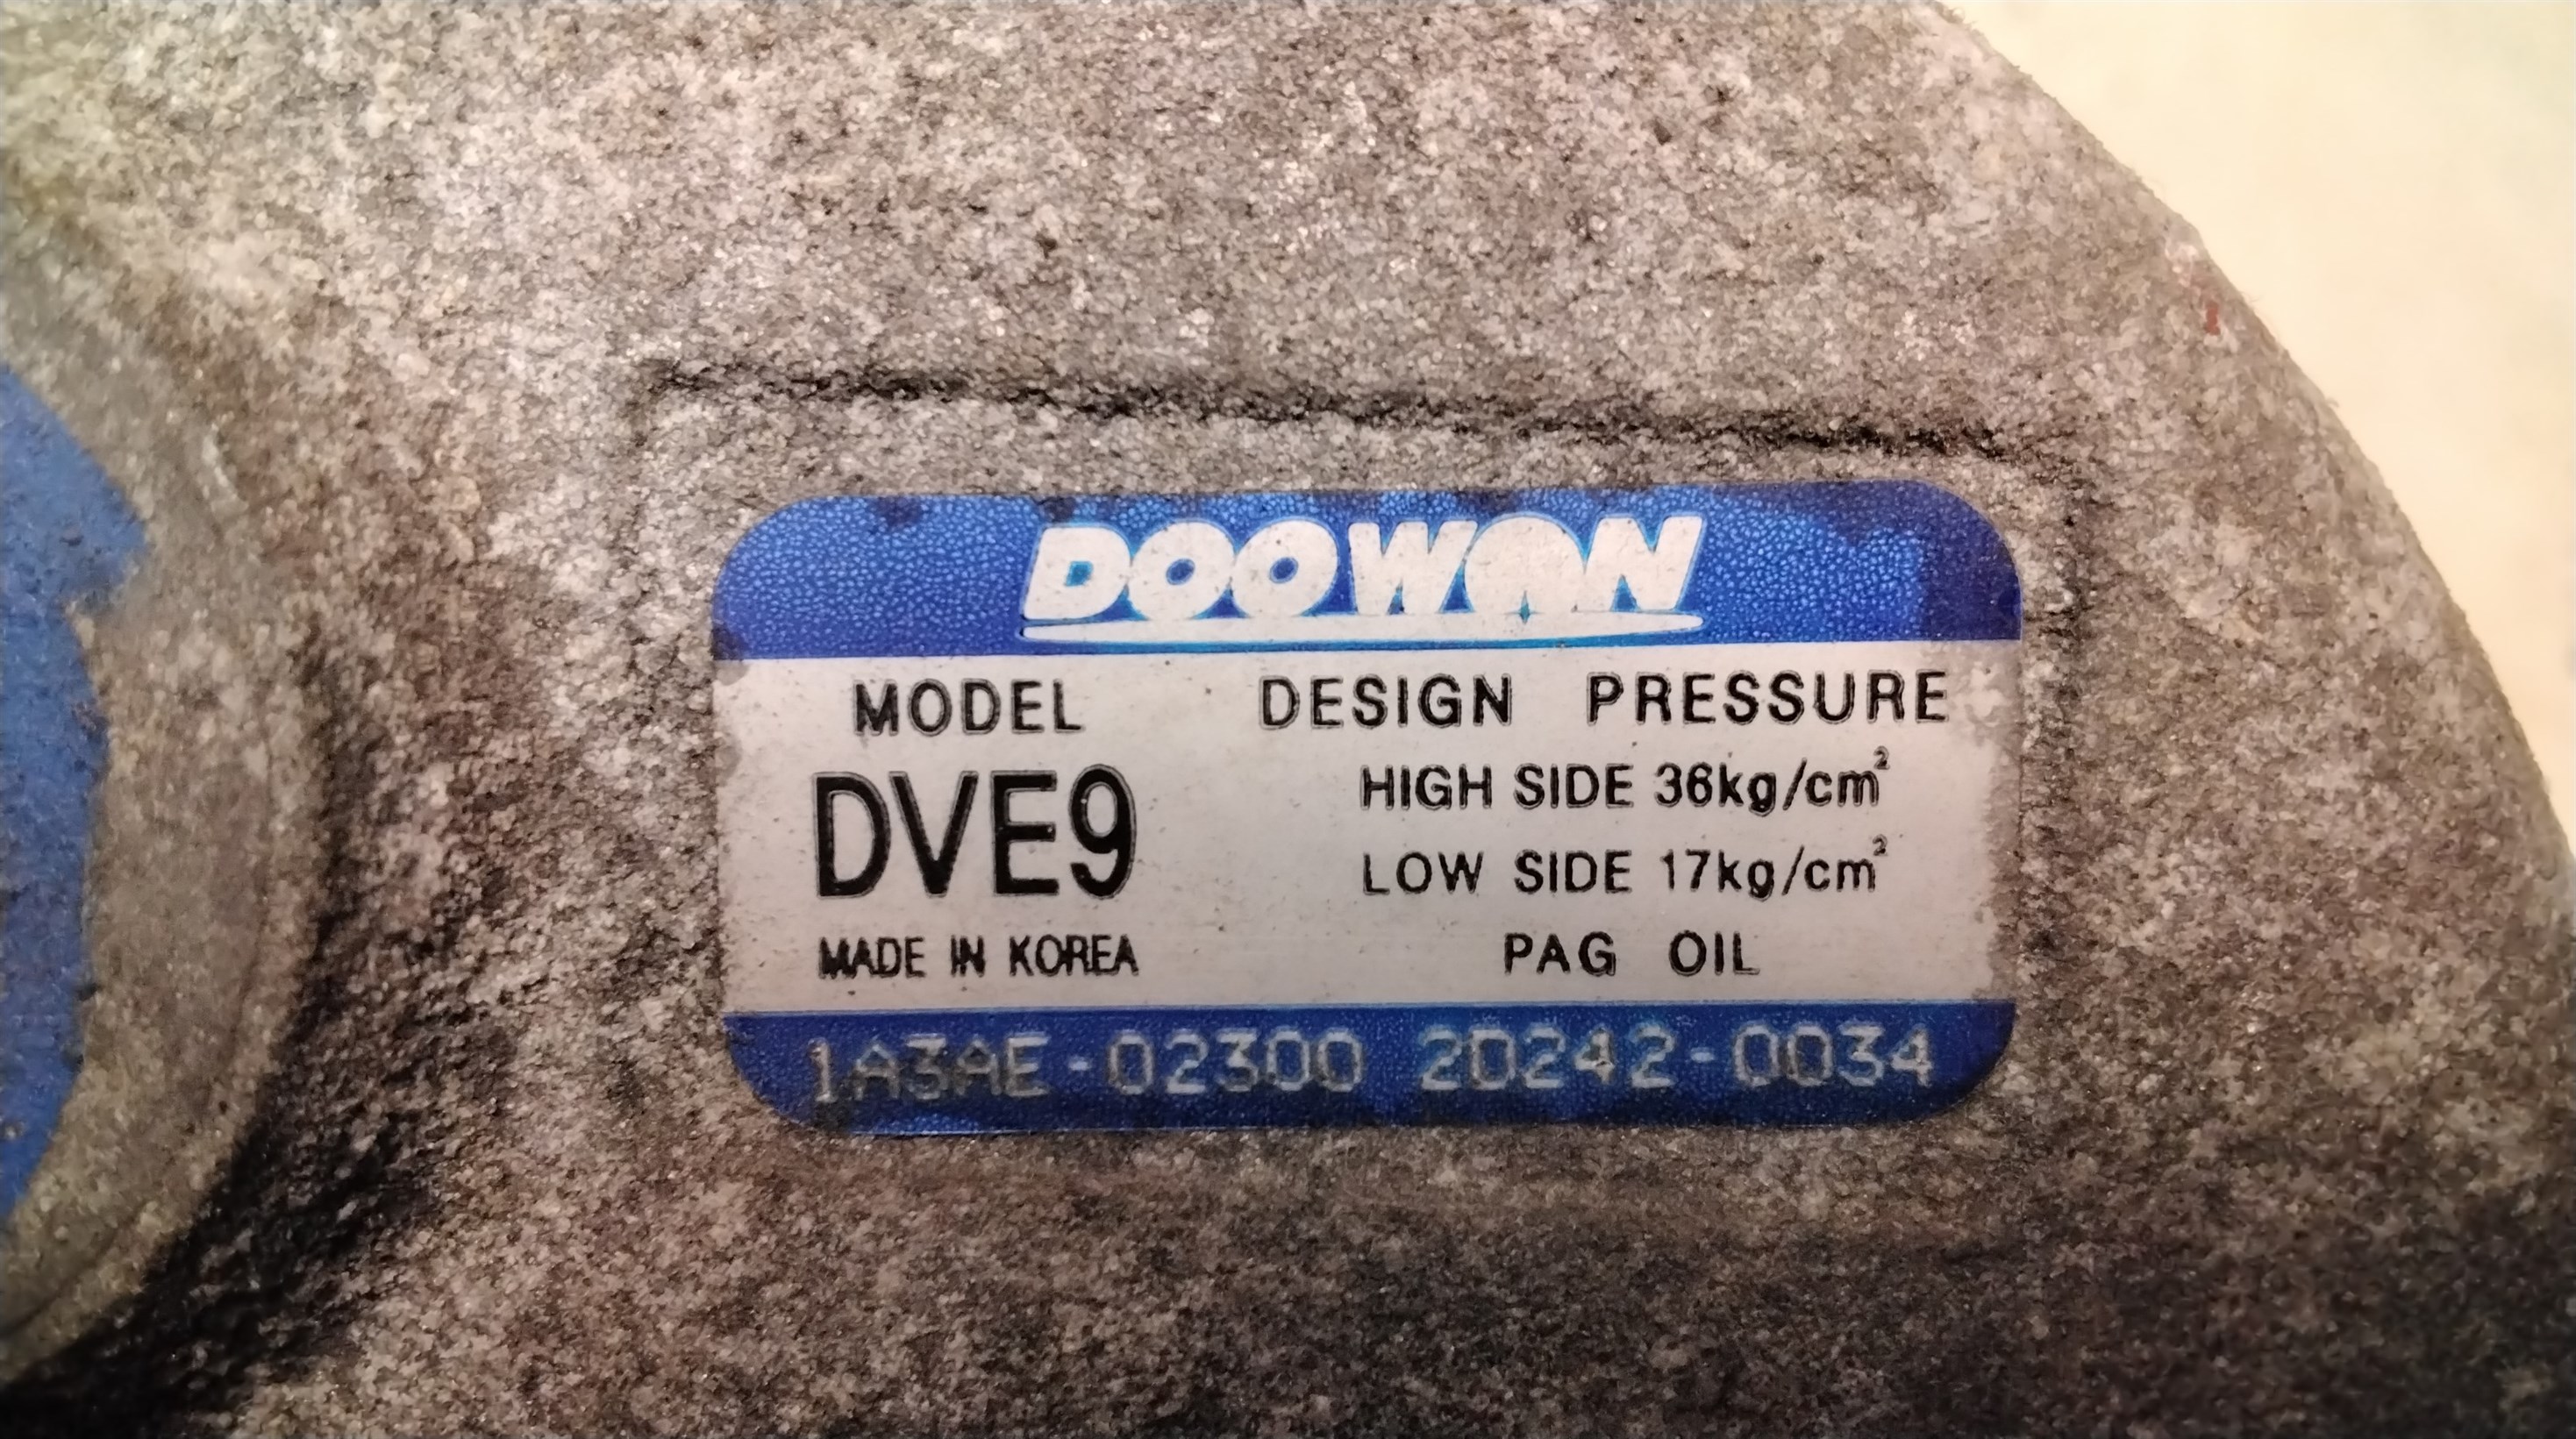 DOOWON
MODEL
DVE9
MADE IN KOREA
DESIGN PRESSURE
HIGH SIDE 36kg/cm²
LOW SIDE 17kg/cm²
PAG OIL
1A3AE-02300 2D242-0034